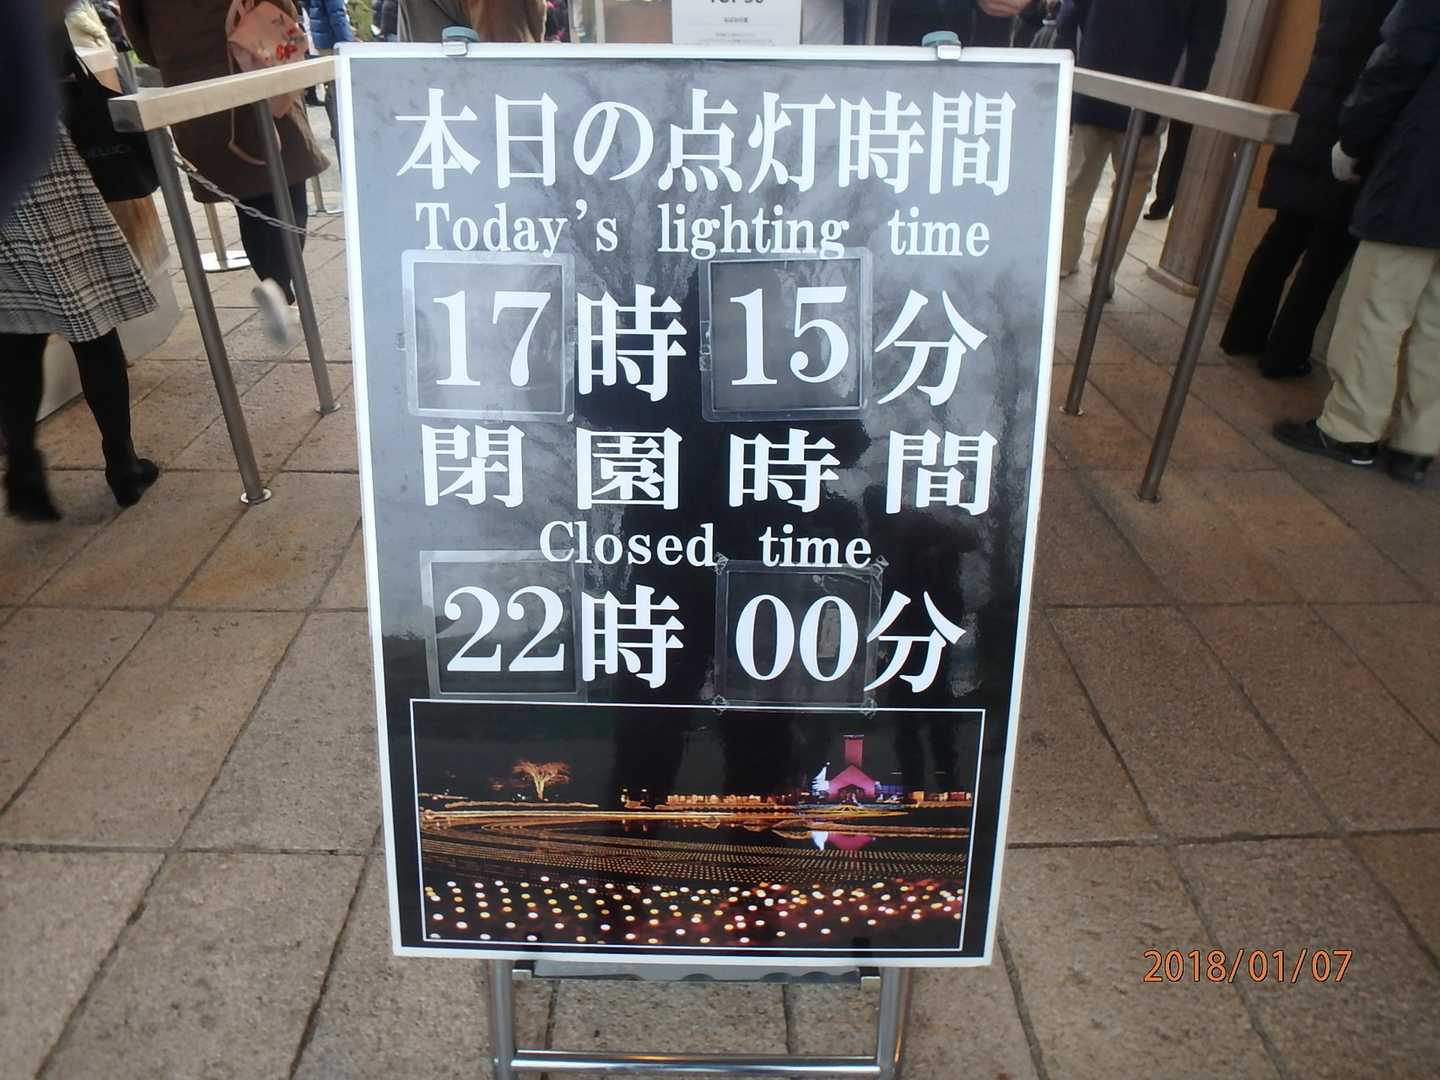 本日の点灯時間
Today's lighting time
17時15分
閉園時間
Closed time
22時00分
2018/01/07